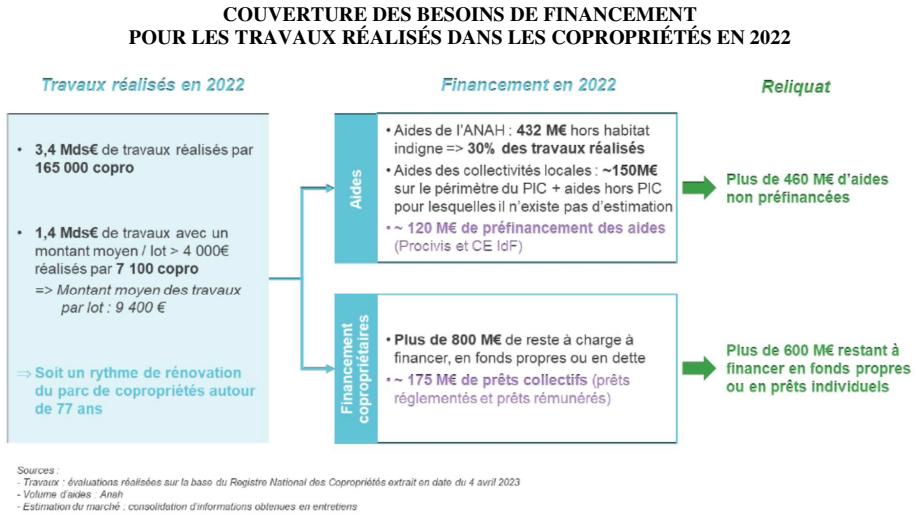 COUVERTURE DES BESOINS DE FINANCEMENT
POUR LES TRAVAUX RÉALISÉS DANS LES COPROPRIÉTÉS EN 2022
Travaux réalisés en 2022
• 3,4 Mds€ de travaux réalisés par
165 000 copro
• 1,4 Mds€ de travaux avec un
montant moyen / lot > 4 000€
réalisés par 7 100 copro
=> Montant moyen des travaux
par lot : 9 400 €
⇒ Soit un rythme de rénovation
du parc de copropriétés autour
de 77 ans
Financement en 2022
Aides
• Aides de l'ANAH : 432 M€ hors habitat
indigne => 30% des travaux réalisés
• Aides des collectivités locales : ~150M€
sur le périmètre du PIC + aides hors PIC
pour lesquelles il n'existe pas d'estimation
• ~ 120 M€ de préfinancement des aides
(Procivis et CE IdF)
Financement
copropriétaires
• Plus de 800 M€ de reste à charge à
financer, en fonds propres ou en dette
• ~ 175 M€ de prêts collectifs (prêts
réglementés et prêts rémunérés)
Reliquat
Plus de 460 M€ d'aides
non préfinancées
Plus de 600 M€ restant à
financer en fonds propres
ou en prêts individuels
Sources :
- Travaux : évaluations réalisées sur la base du Registre National des Copropriétés extrait en date du 4 avril 2023
- Volume d'aides : Anah
- Estimation du marché : consolidation d'informations obtenues en entretiens